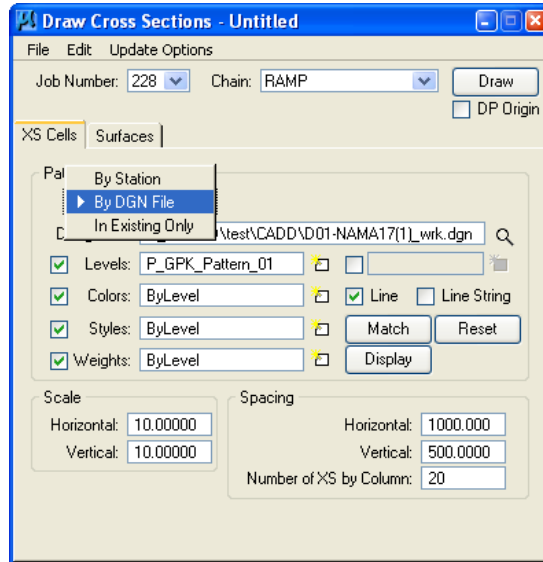 Draw Cross Sections - Untitled
File Edit Update Options
Job Number: 228 Chain: RAMP Draw
DP Origin
XS Cells Surfaces
By Station
By DGN File
In Existing Only
\test\CADD\D01-NAMA17(1)_wrk.dgn
Levels: P_GPK_Pattern_01
Colors: ByLevel Line Line String
Styles: ByLevel Match Reset
Weights: ByLevel Display
Scale Spacing
Horizontal: 10.00000 Horizontal: 1000.000
Vertical: 10.00000 Vertical: 500.0000
Number of XS by Column: 20